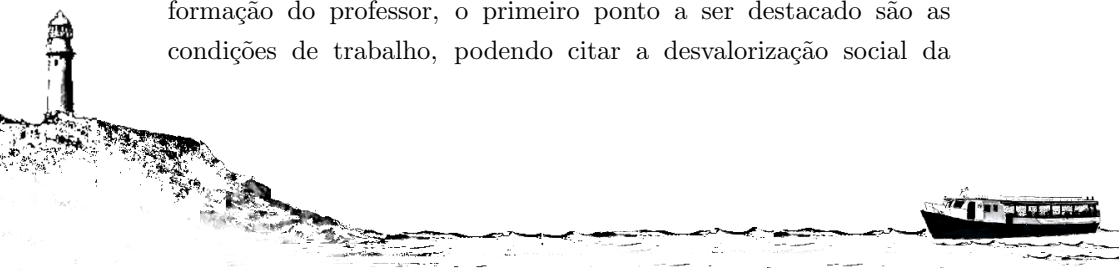 formação do professor, o primeiro ponto a ser destacado são as
condições de trabalho, podendo citar a desvalorização social da